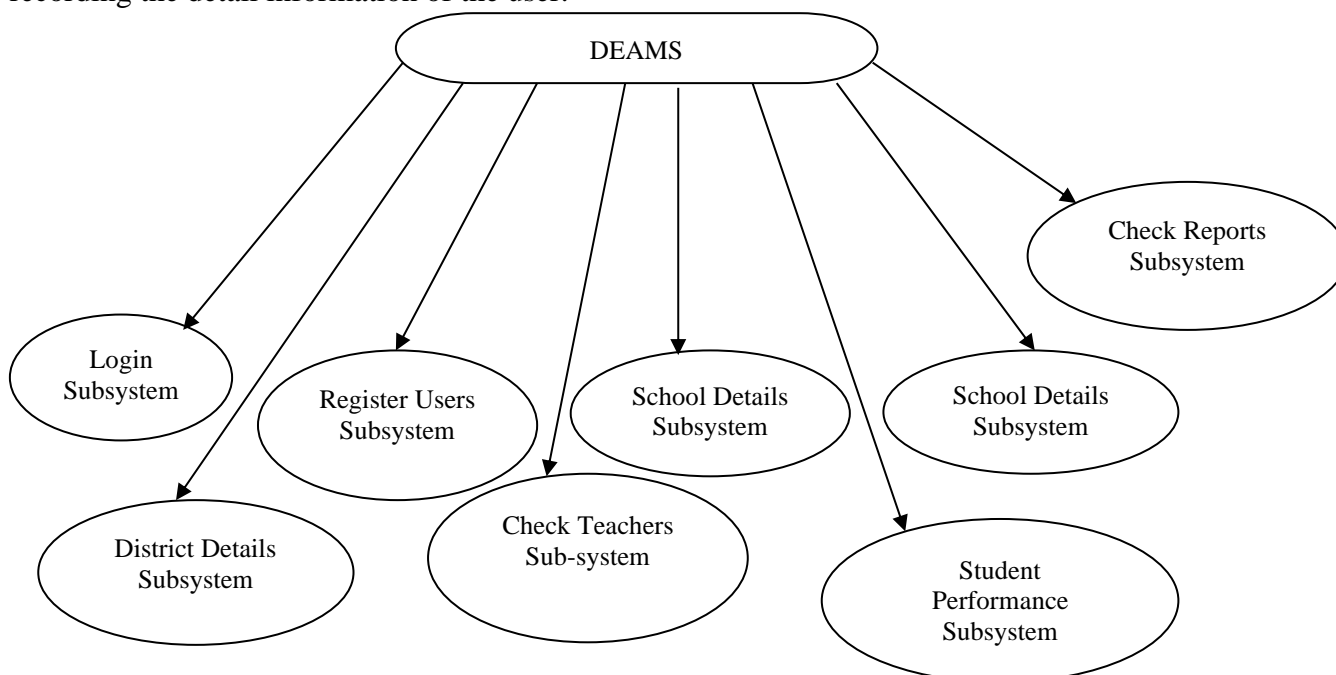 recording the detail information of the user.
DEAMS
Check Reports
Subsystem
Login
Subsystem
Register Users
Subsystem
School Details
Subsystem
School Details
Subsystem
District Details
Subsystem
Check Teachers
Sub-system
Student
Performance
Subsystem